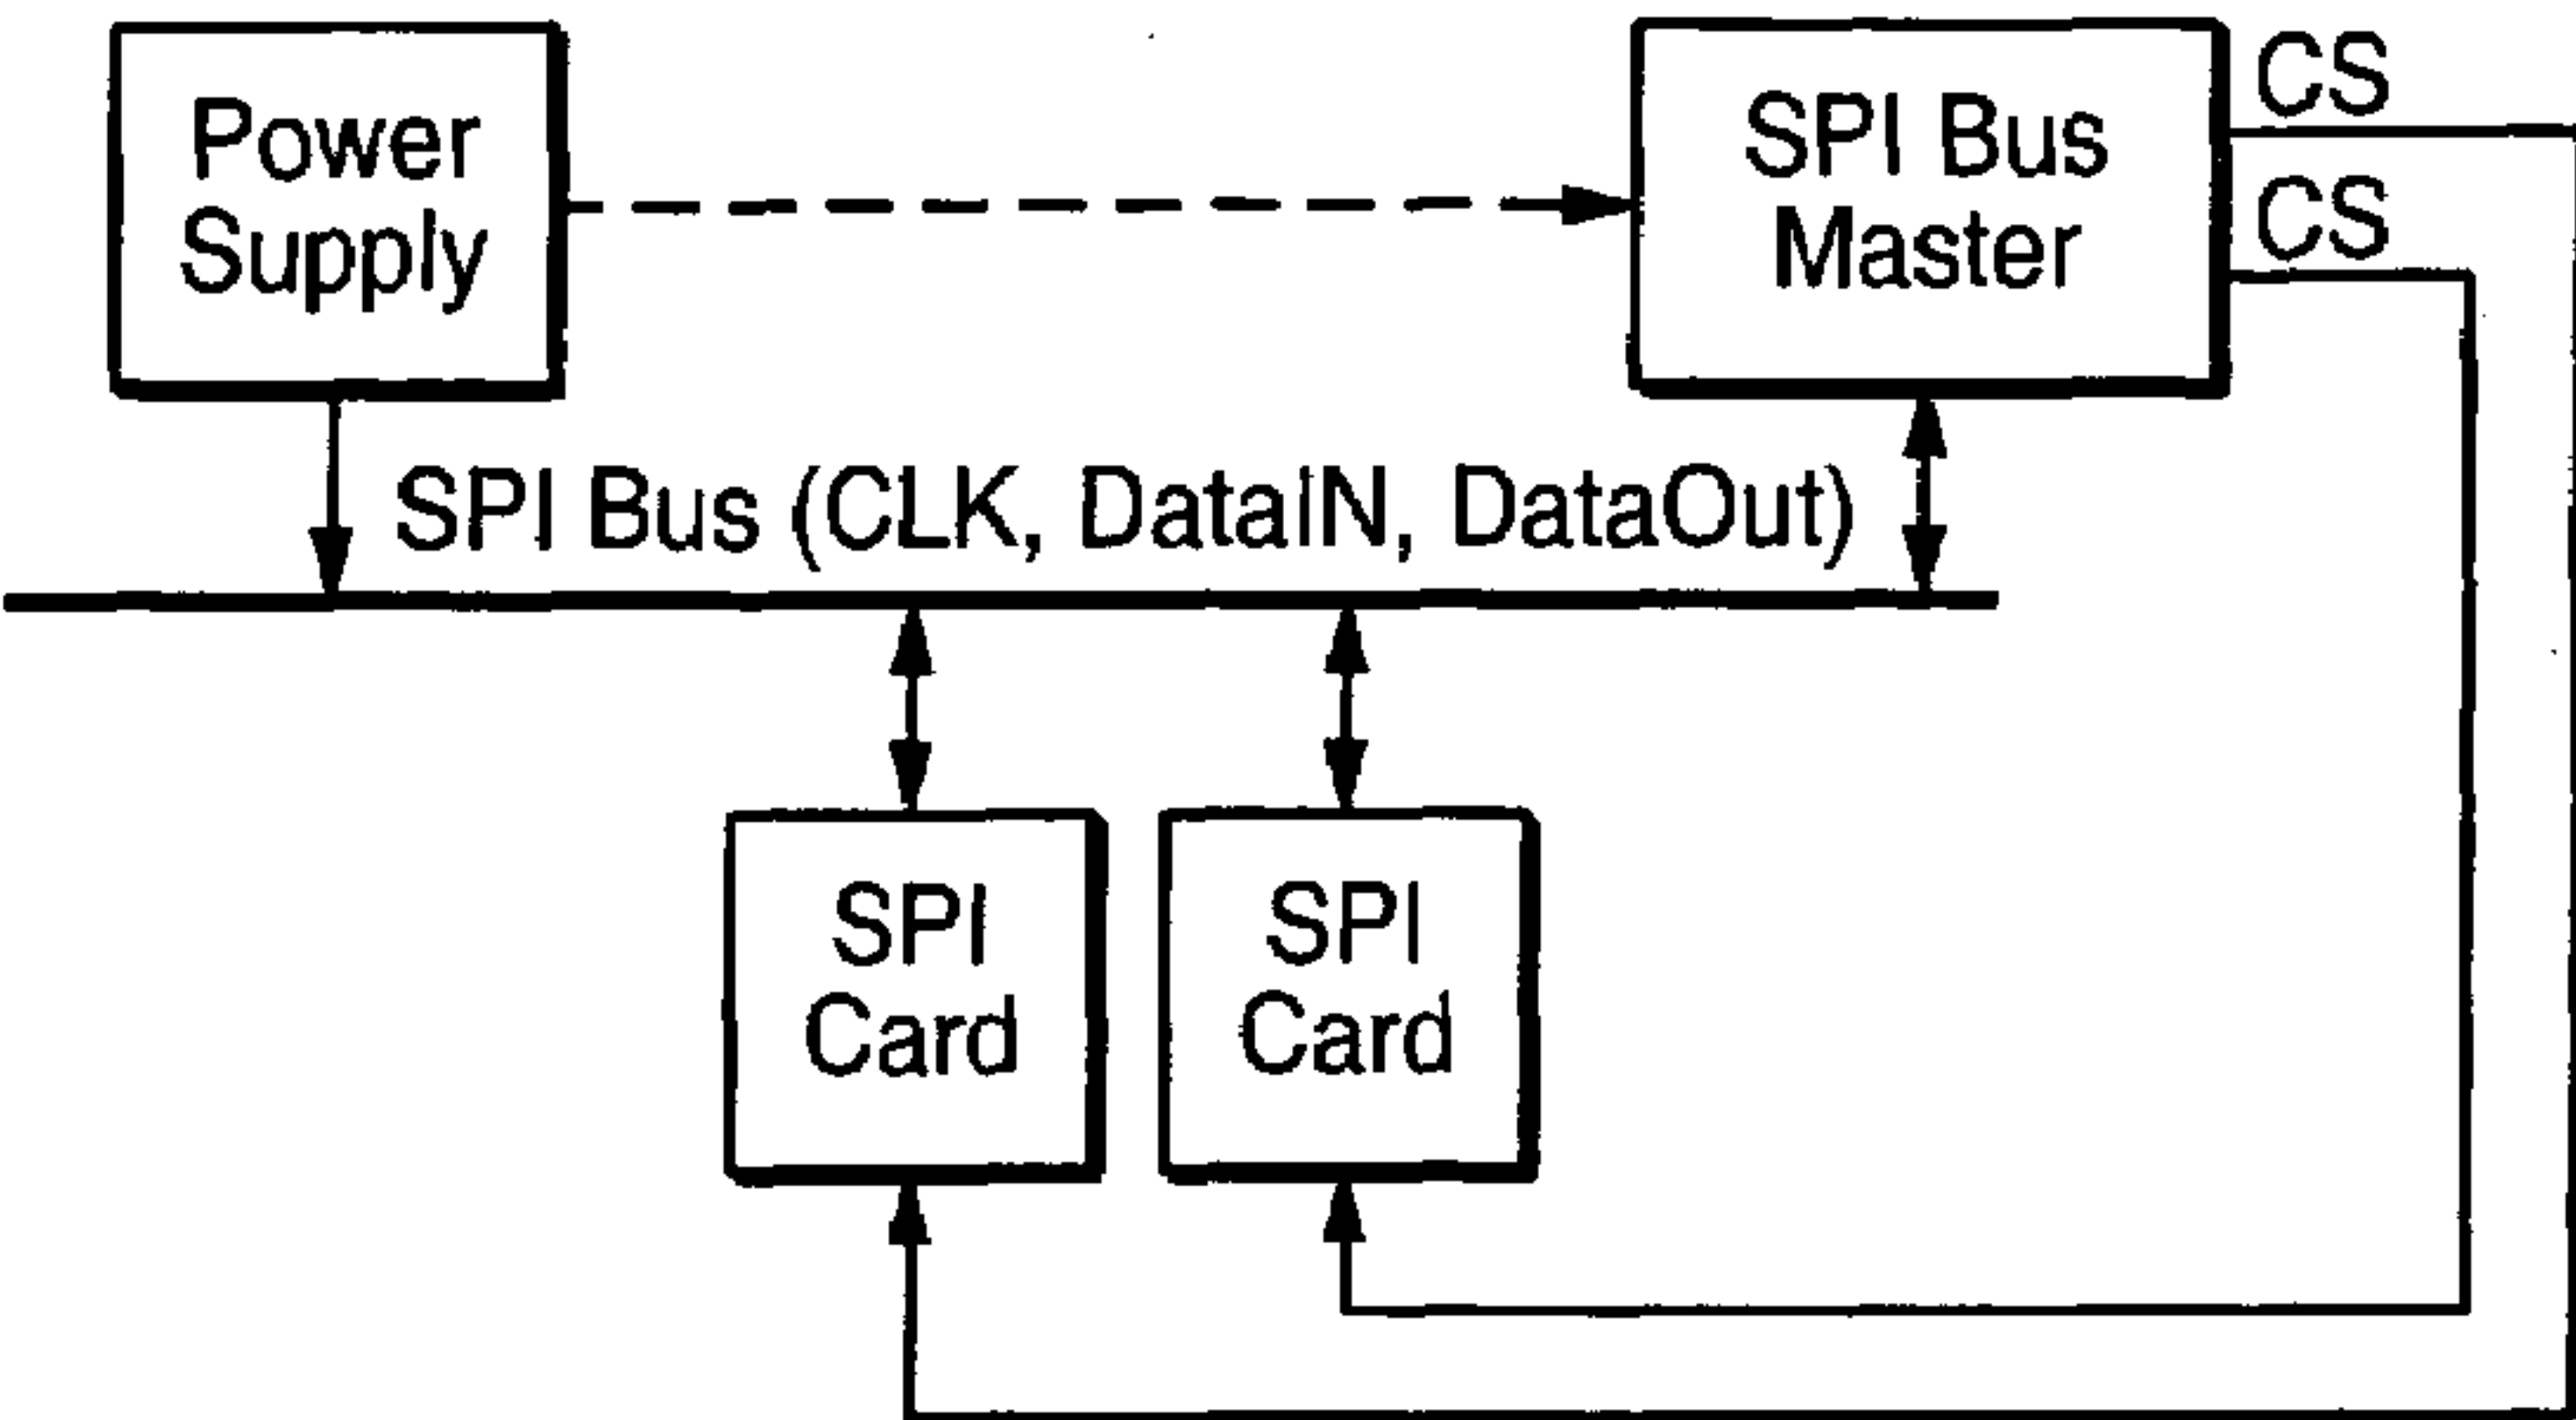 Power
Supply
SPI Bus
Master
CS
CS
SPI Bus (CLK, DataIN, DataOut)
SPI
Card
SPI
Card